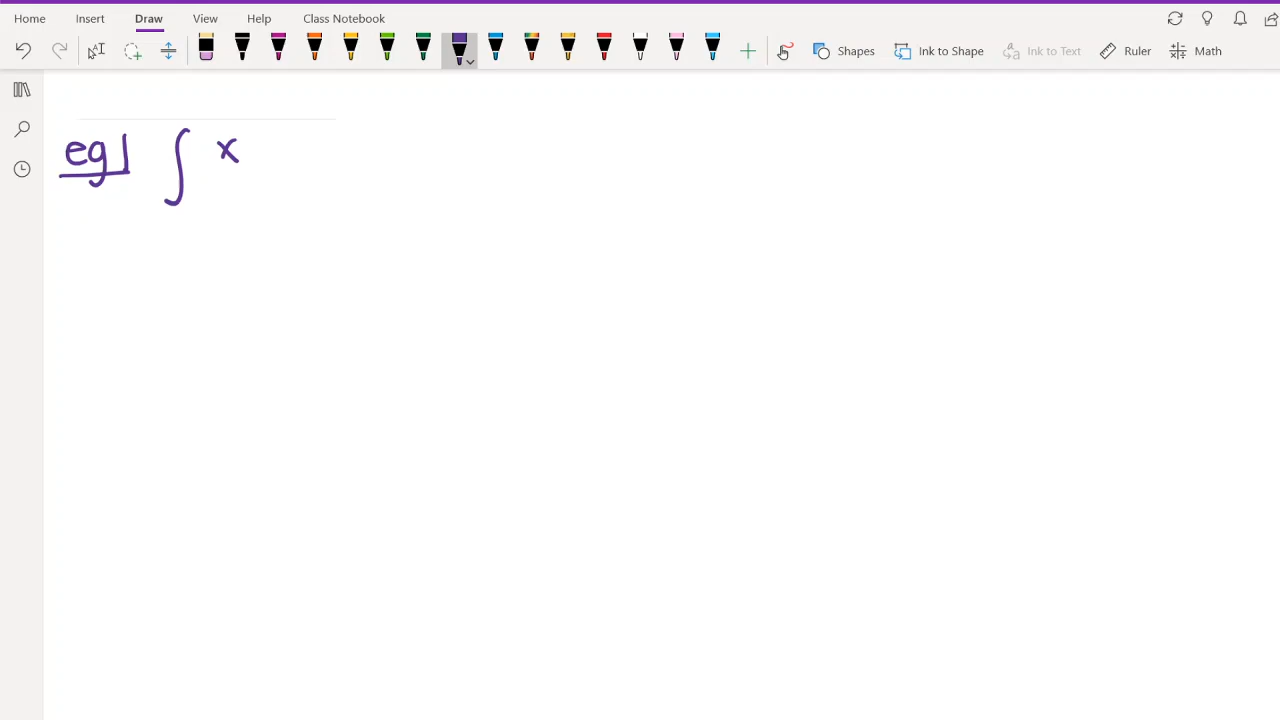 Home Insert Draw View Help Class Notebook
Shapes Ink to Shape Ink to Text Ruler Math
eg1 ∫ x